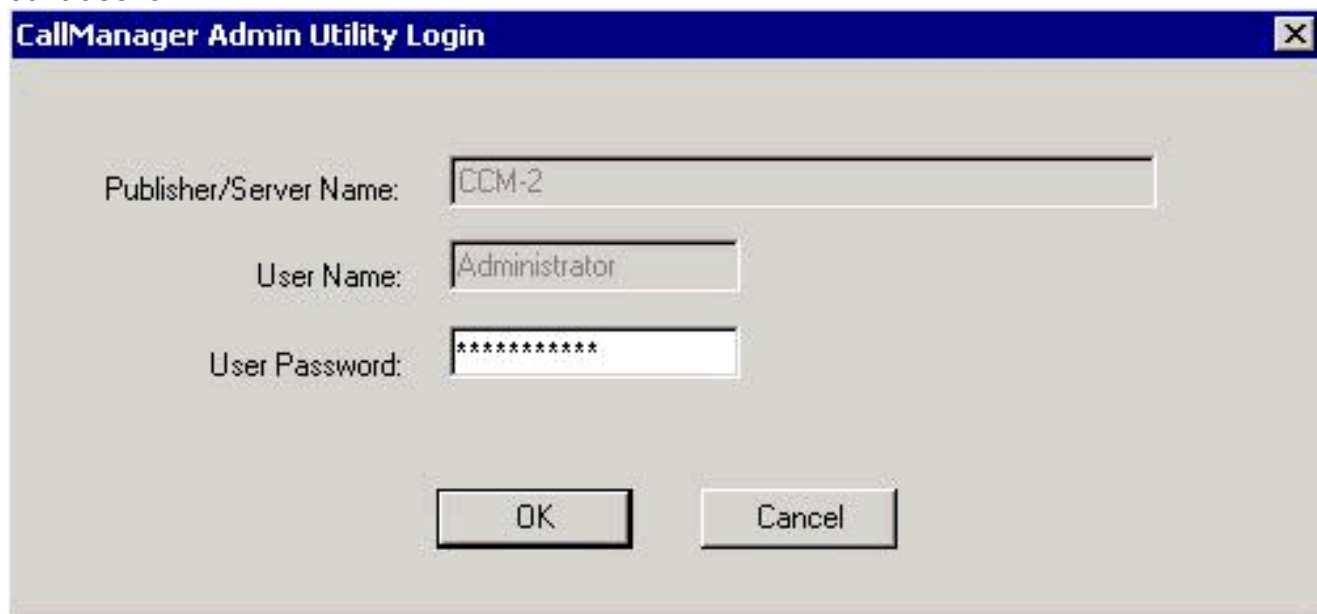 CallManager Admin Utility Login
Publisher/Server Name: CCM-2
User Name: Administrator
User Password: ***********
OK Cancel